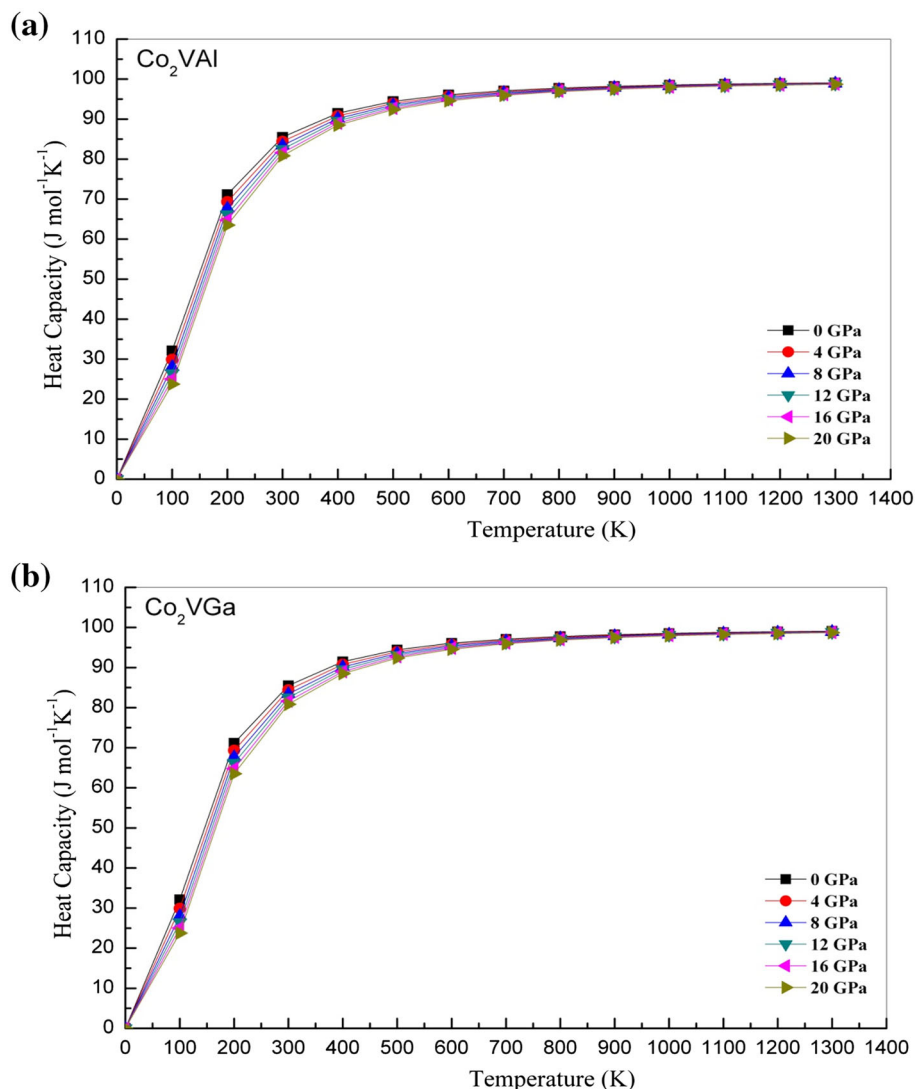 (a)
Co₂VAl
Heat Capacity (J mol⁻¹K⁻¹)
110
100
90
80
70
60
50
40
30
20
10
0
0 GPa
4 GPa
8 GPa
12 GPa
16 GPa
20 GPa
0 100 200 300 400 500 600 700 800 900 1000 1100 1200 1300 1400
Temperature (K)
(b)
Co₂VGa
Heat Capacity (J mol⁻¹K⁻¹)
110
100
90
80
70
60
50
40
30
20
10
0
0 GPa
4 GPa
8 GPa
12 GPa
16 GPa
20 GPa
0 100 200 300 400 500 600 700 800 900 1000 1100 1200 1300 1400
Temperature (K)